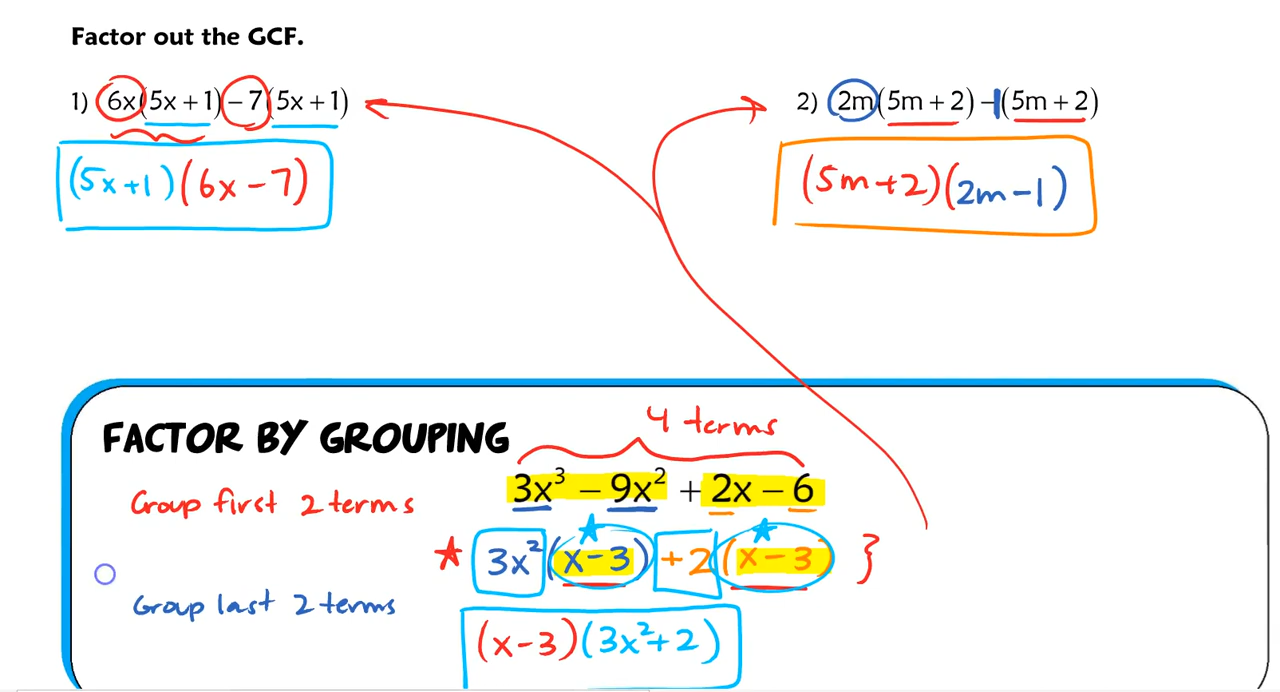 Factor out the GCF.
1) 6x(5x + 1) − 7(5x + 1)
(5x+1)(6x−7)
2) (2m(5m + 2) −1(5m + 2)
(5m+2)(2m−1)
FACTOR BY GROUPING
4 terms
3x³ − 9x² + 2x − 6
Group first 2 terms
★ 3x²(x−3) +2(x−3) }
Group last 2 terms
(x−3)(3x²+2)